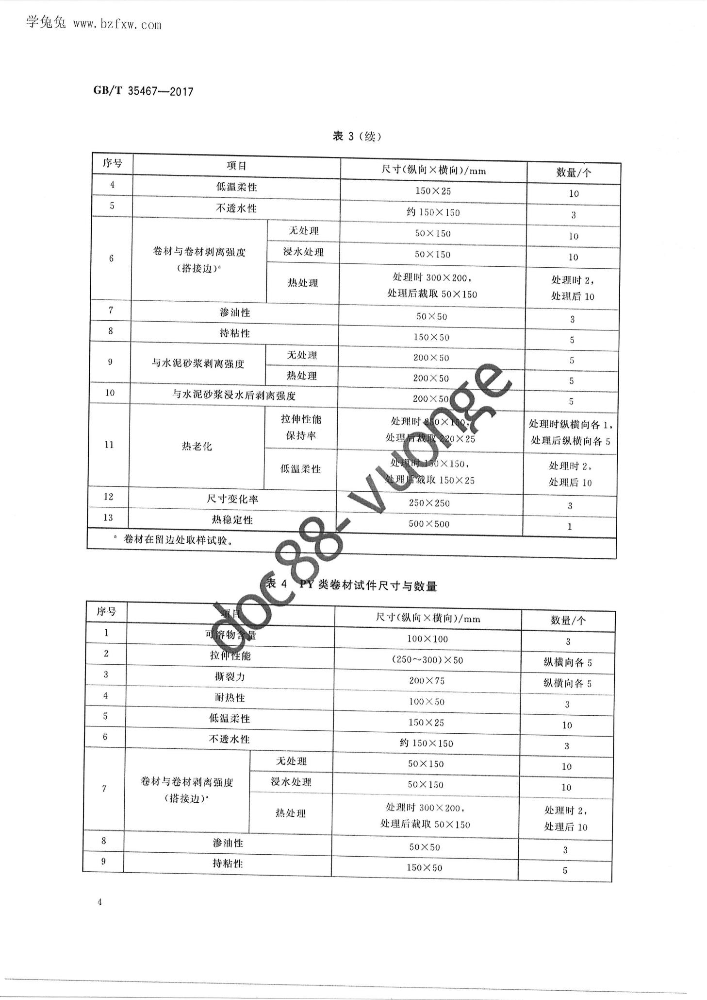 学兔兔 www.bzfxw.com
GB/T 35467—2017
表 3(续)
序号 项目 尺寸(纵向×横向)/mm 数量/个
4 低温柔性 150×25 10
5 不透水性 约 150×150 3
6 卷材与卷材剥离强度
(搭接边)ᵃ
无处理 50×150 10
浸水处理 50×150 10
热处理 处理时 300×200, 处理时 2,
处理后裁取 50×150 处理后 10
7 渗油性 50×50 3
8 持粘性 150×50 5
9 与水泥砂浆剥离强度 无处理 200×50 5
热处理 200×50 5
10 与水泥砂浆浸水后剥离强度 200×50 5
11 热老化 拉伸性能
保持率
处理时 250×150, 处理时纵横向各 1,
处理后裁取 220×25 处理后纵横向各 5
低温柔性 处理时 150×150, 处理时 2,
处理后裁取 150×25 处理后 10
12 尺寸变化率 250×250 3
13 热稳定性 500×500 1
ᵃ 卷材在留边处取样试验。
doc88-vuonge
表 4 PY 类卷材试件尺寸与数量
序号 项目 尺寸(纵向×横向)/mm 数量/个
1 可溶物含量 100×100 3
2 拉伸性能 (250～300)×50 纵横向各 5
3 撕裂力 200×75 纵横向各 5
4 耐热性 100×50 3
5 低温柔性 150×25 10
6 不透水性 约 150×150 3
7 卷材与卷材剥离强度
(搭接边)ᵃ
无处理 50×150 10
浸水处理 50×150 10
热处理 处理时 300×200, 处理时 2,
处理后裁取 50×150 处理后 10
8 渗油性 50×50 3
9 持粘性 150×50 5
4